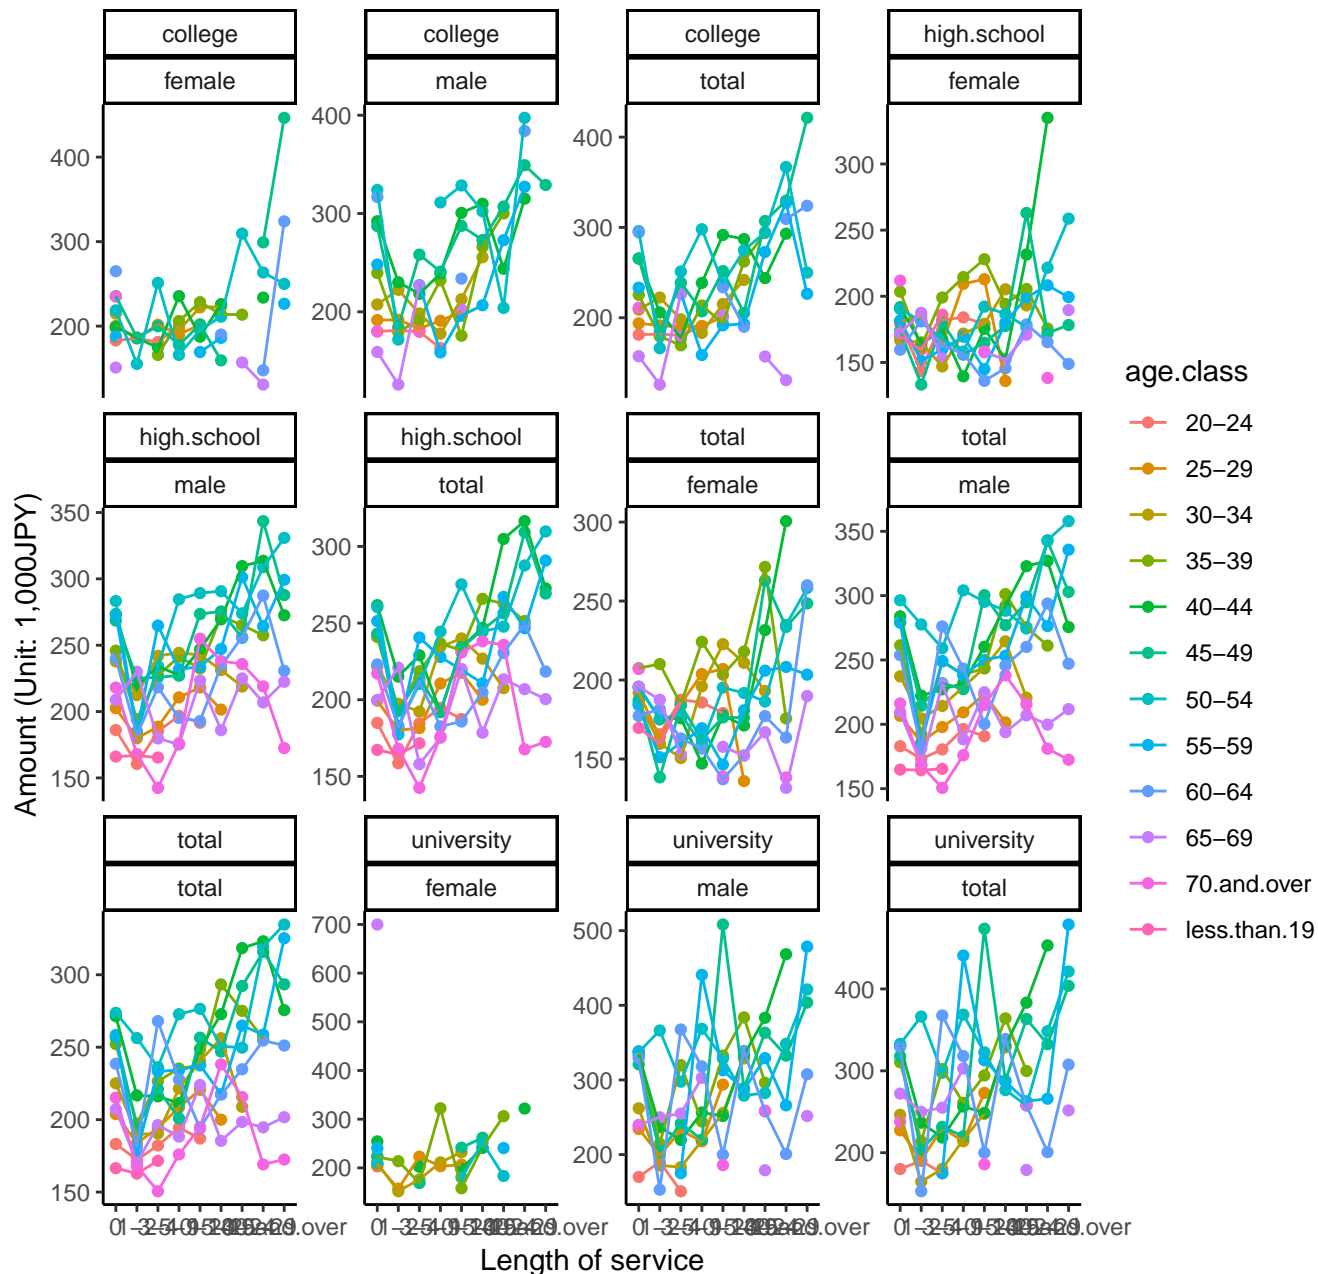 college
college
college
high.school
female
male
total
female
400
300
200
400
300
200
400
300
200
300
250
200
150
high.school
high.school
total
total
male
total
female
male
350
300
250
200
150
300
250
200
150
300
250
200
150
350
300
250
200
150
total
university
university
university
total
female
male
total
300
250
200
150
700
600
500
400
300
200
500
400
300
200
400
300
200
Length of service
Amount (Unit: 1,000JPY)
age.class
20−24
25−29
30−34
35−39
40−44
45−49
50−54
55−59
60−64
65−69
70.and.over
less.than.19